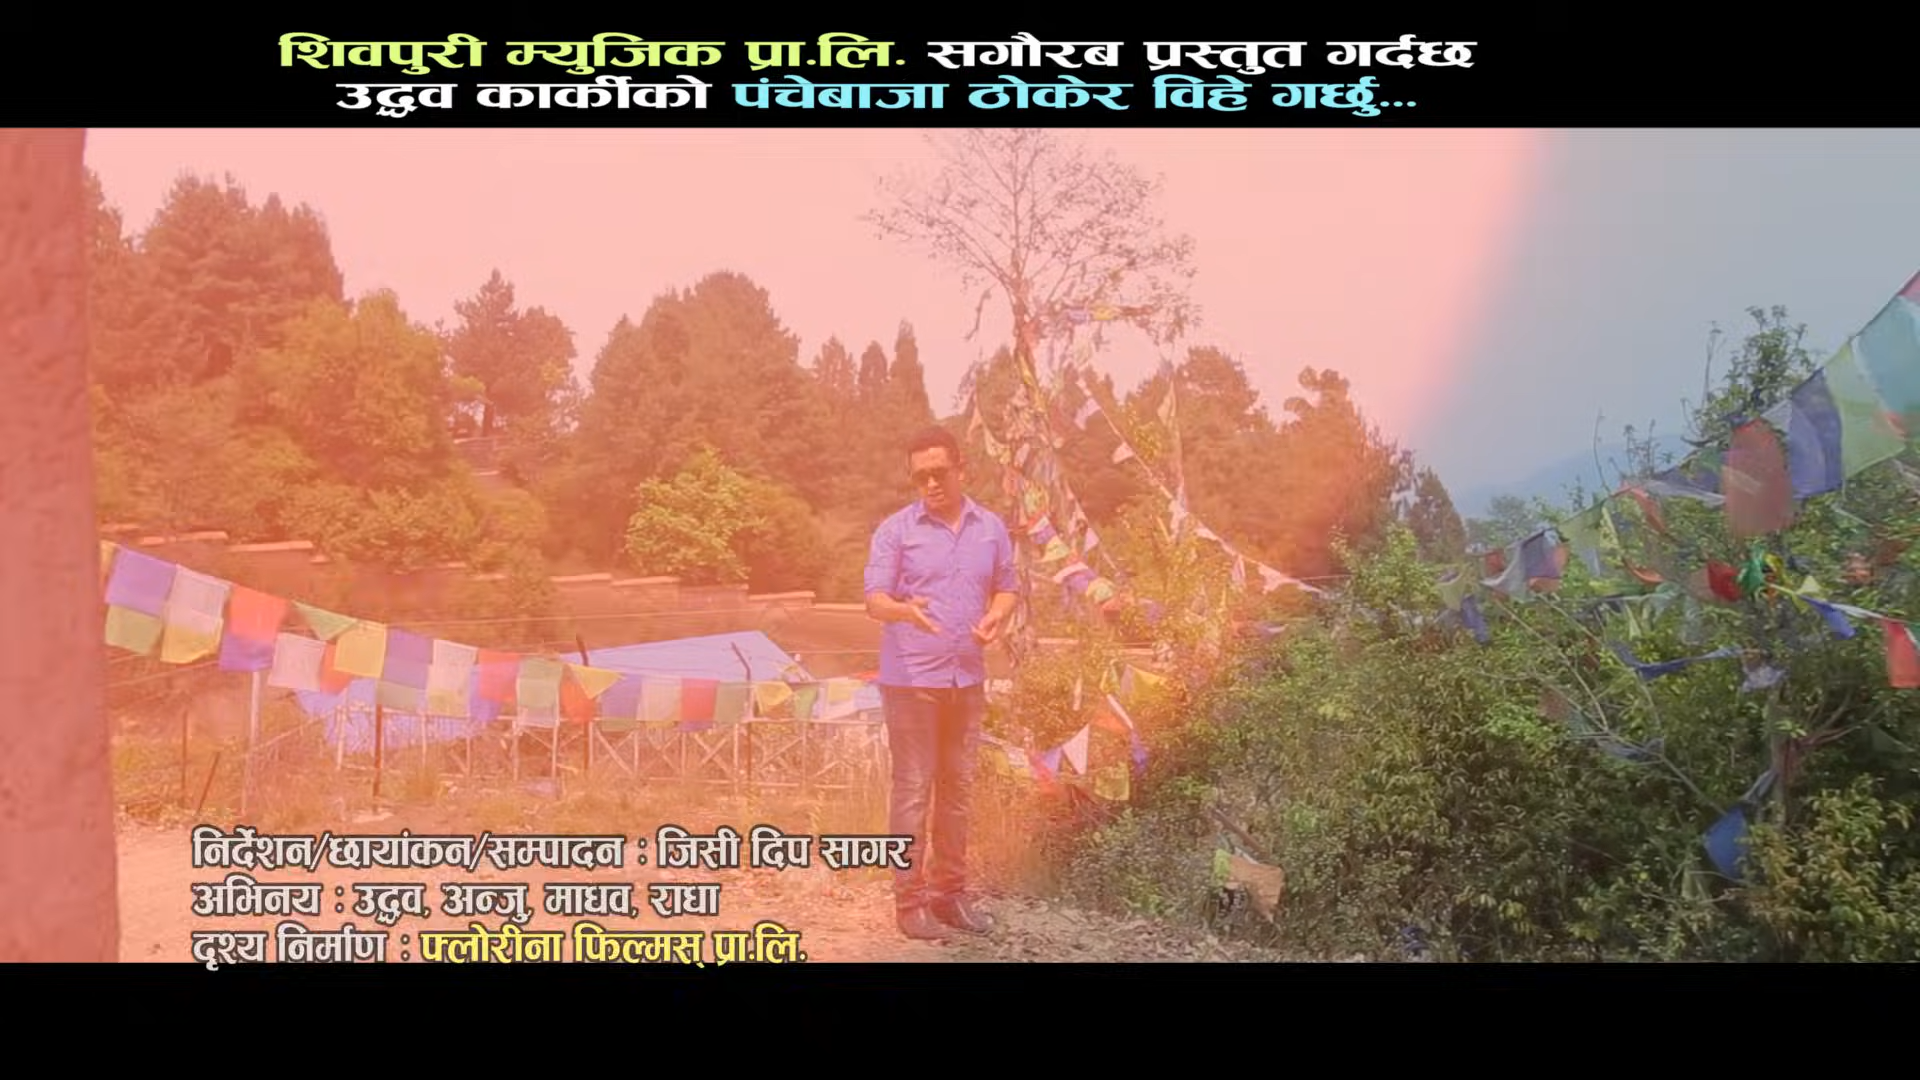 शिवपुरी म्युजिक प्रा.लि. सगौरब प्रस्तुत गर्दछ
उद्धव कार्कीको पंचेबाजा ठोकेर विहे गर्छु...
निर्देशन/छायांकन/सम्पादन : जिसी दिप सागर
अभिनय : उद्धव, अन्जु, माधव, राधा
दृश्य निर्माण : फ्लोरीना फिल्मस् प्रा.लि.